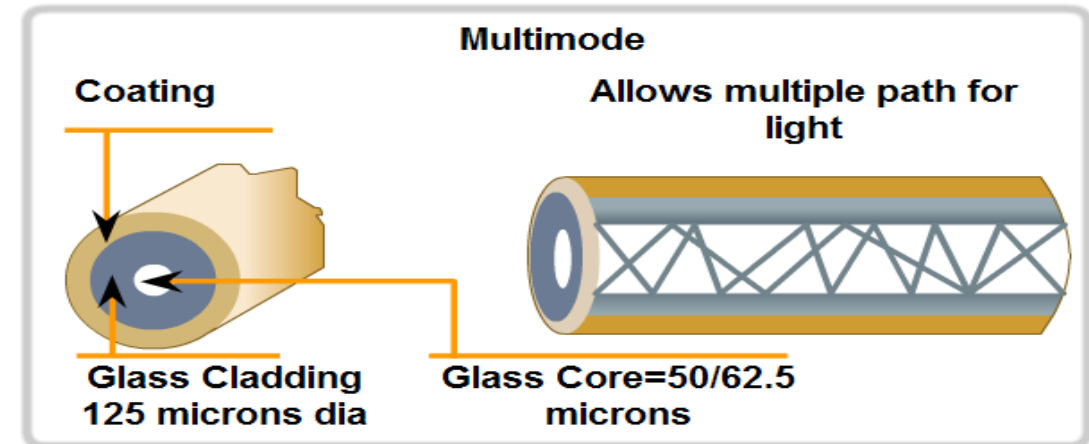 Multimode
Coating
Allows multiple path for
light
Glass Cladding
125 microns dia
Glass Core=50/62.5
microns